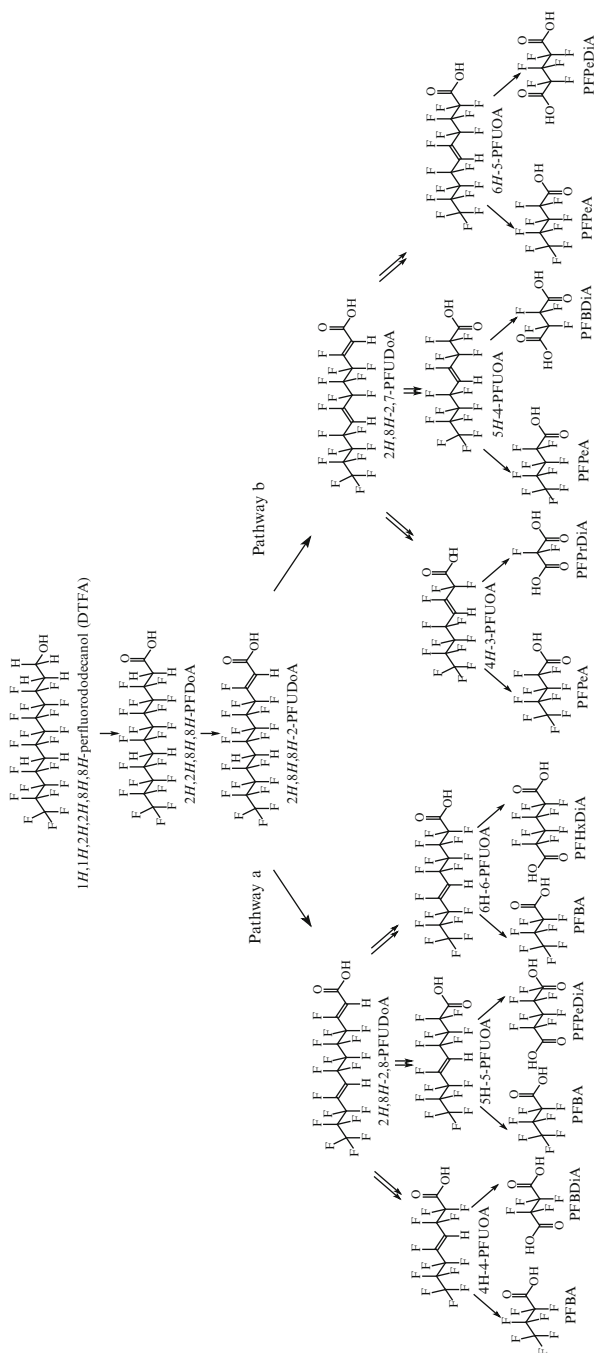 1H,1H,2H,2H,8H,8H-perfluorododecanol (DTFA)
2H,2H,8H,8H-PFDoA
2H,8H,8H-2-PFUDoA
Pathway a
Pathway b
2H,8H-2,8-PFUDoA
2H,8H-2,7-PFUDoA
4H-4-PFUOA
5H-5-PFUOA
6H-6-PFUOA
4H-3-PFUOA
5H-4-PFUOA
6H-5-PFUOA
PFBA
PFBDiA
PFBA
PFPeDiA
PFBA
PFHxDiA
PFPeA
PFPrDiA
PFPeA
PFBDiA
PFPeA
PFPeDiA